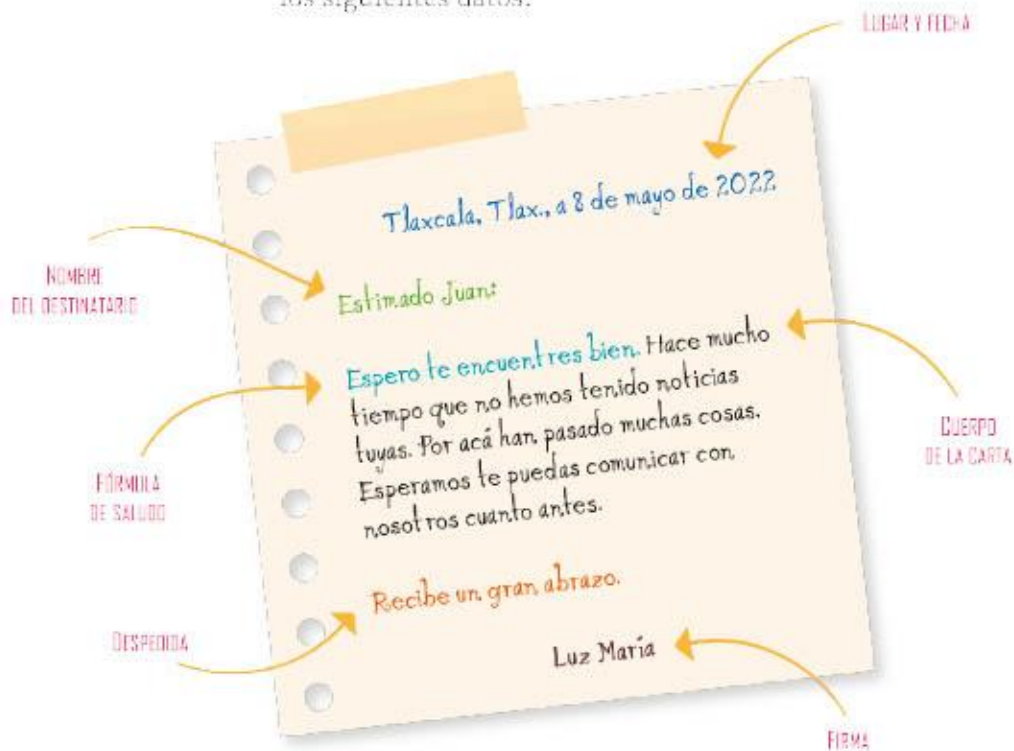 los siguientes datos:
LUGAR Y FECHA
Tlaxcala, Tlax., a 8 de mayo de 2022
NOMBRE
DEL DESTINATARIO
Estimado Juan:
Espero te encuentres bien. Hace mucho
tiempo que no hemos tenido noticias
tuyas. Por acá han pasado muchas cosas.
Esperamos te puedas comunicar con
nosotros cuanto antes.
CUERPO
DE LA CARTA
FÓRMULA
DE SALUDO
Recibe un gran abrazo.
DESPEDIDA
Luz María
FIRMA